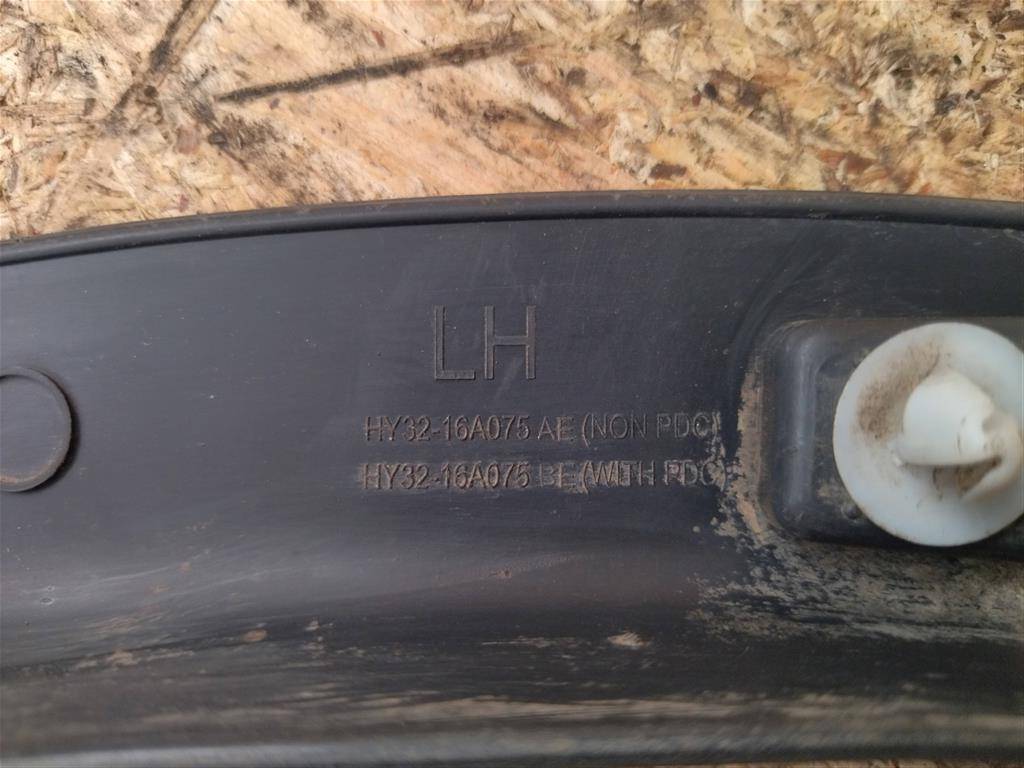 LH
HY32-16A075 AE (NON PDC)
HY32-16A075 BE (WITH PDC)